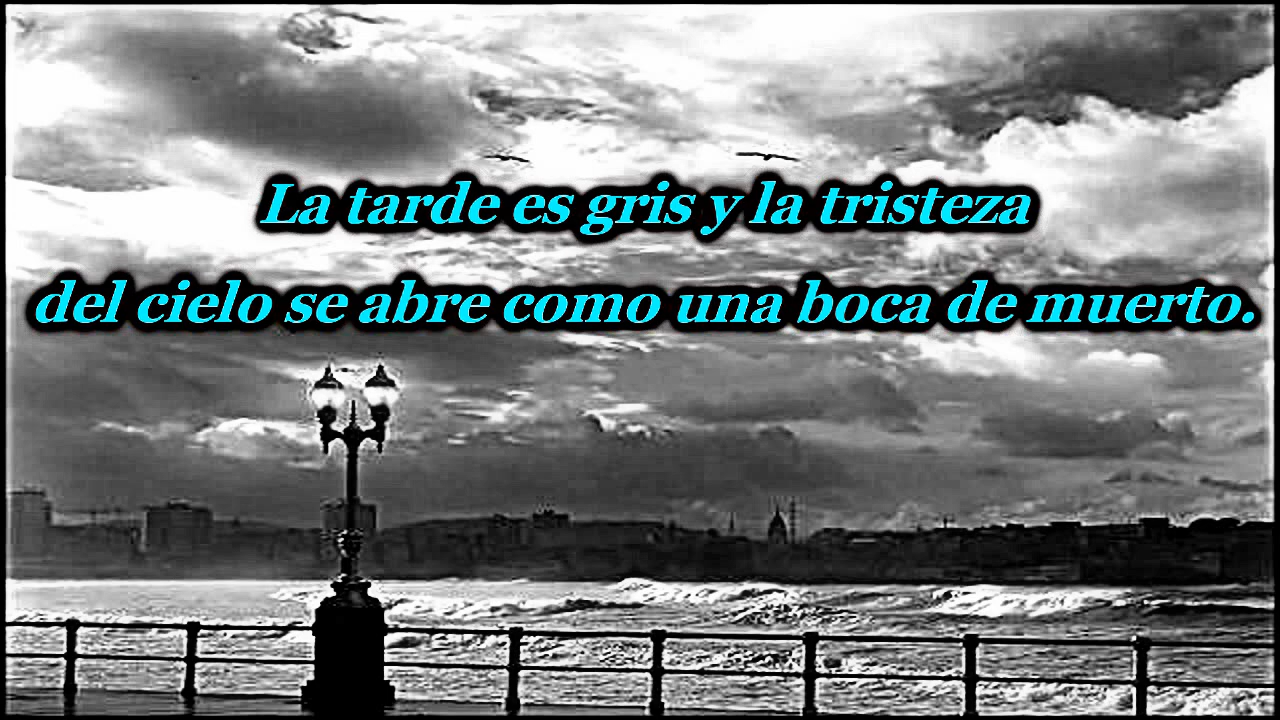 La tarde es gris y la tristeza
del cielo se abre como una boca de muerto.